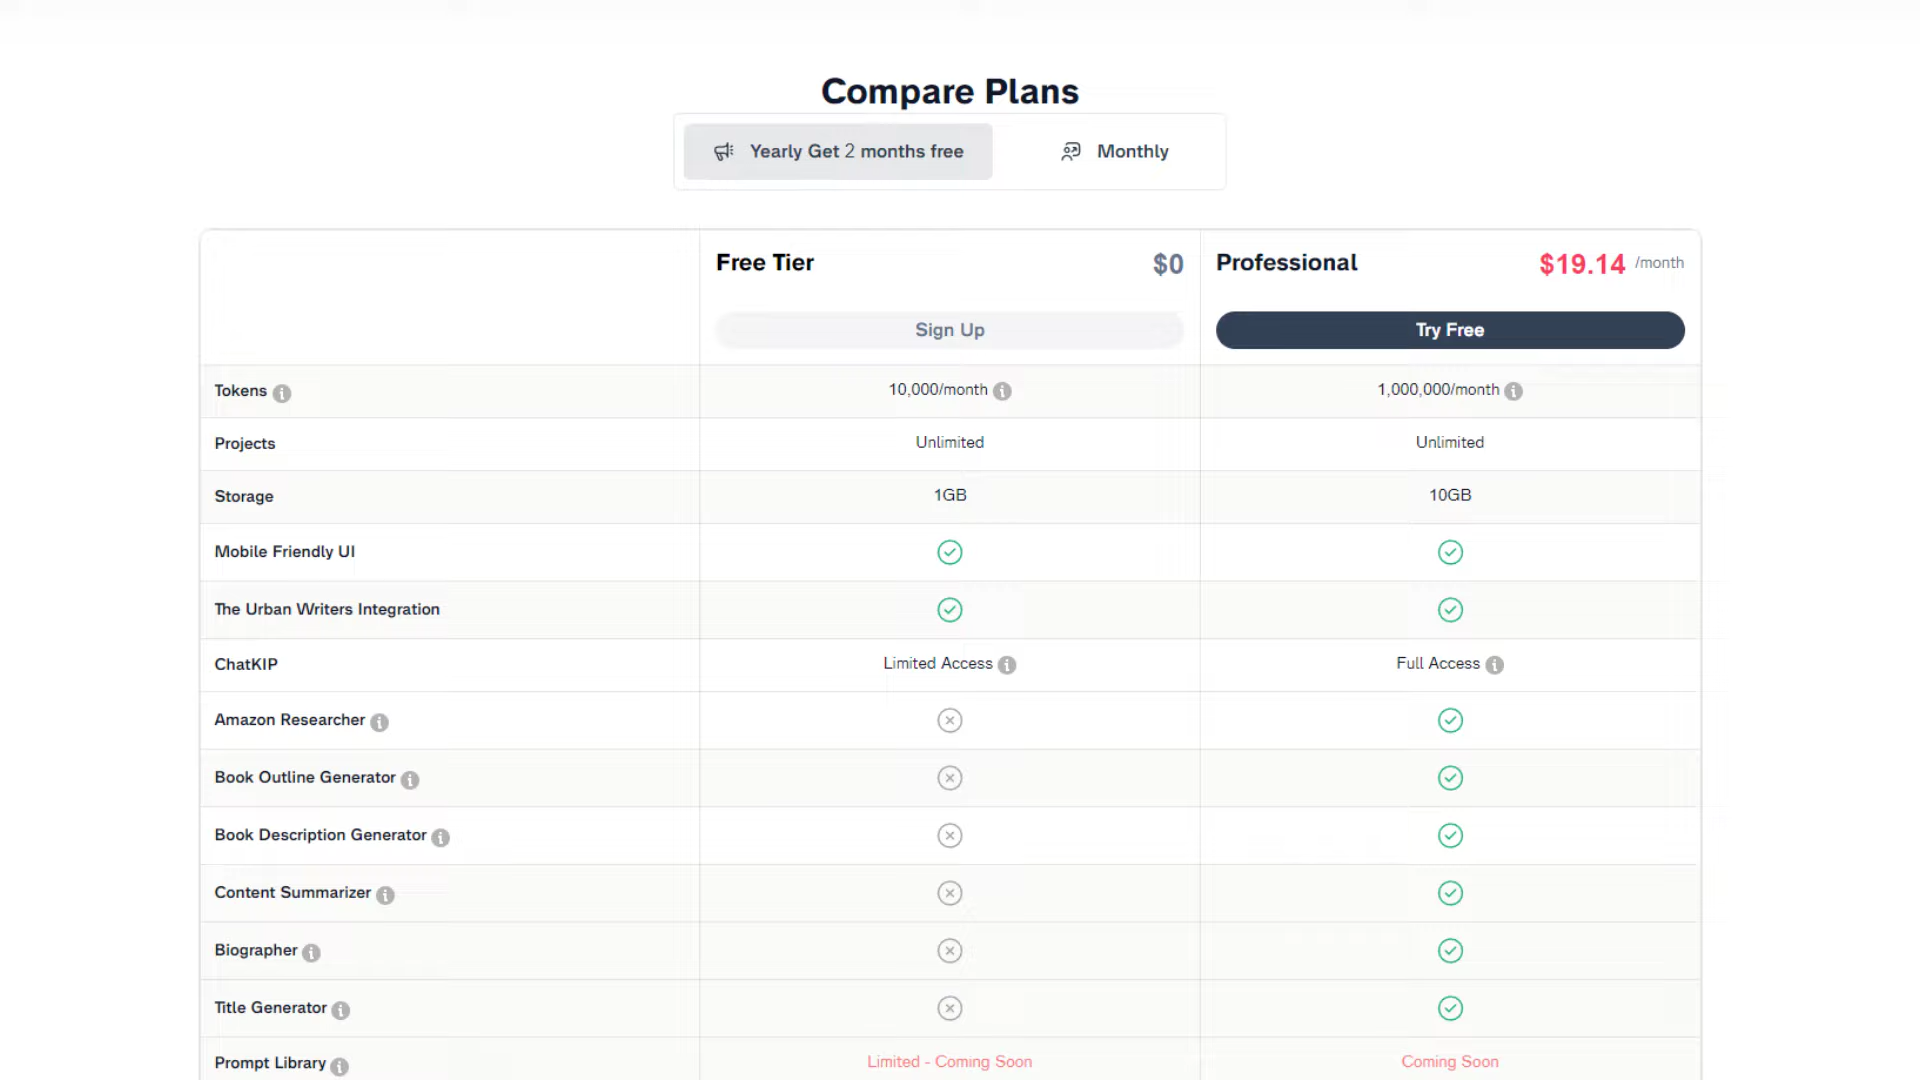 Compare Plans
Yearly Get 2 months free
Monthly
Free Tier $0
Professional $19.14 /month
Sign Up
Try Free
Tokens 10,000/month 1,000,000/month
Projects Unlimited Unlimited
Storage 1GB 10GB
Mobile Friendly UI
The Urban Writers Integration
ChatKIP Limited Access Full Access
Amazon Researcher
Book Outline Generator
Book Description Generator
Content Summarizer
Biographer
Title Generator
Prompt Library Limited - Coming Soon Coming Soon